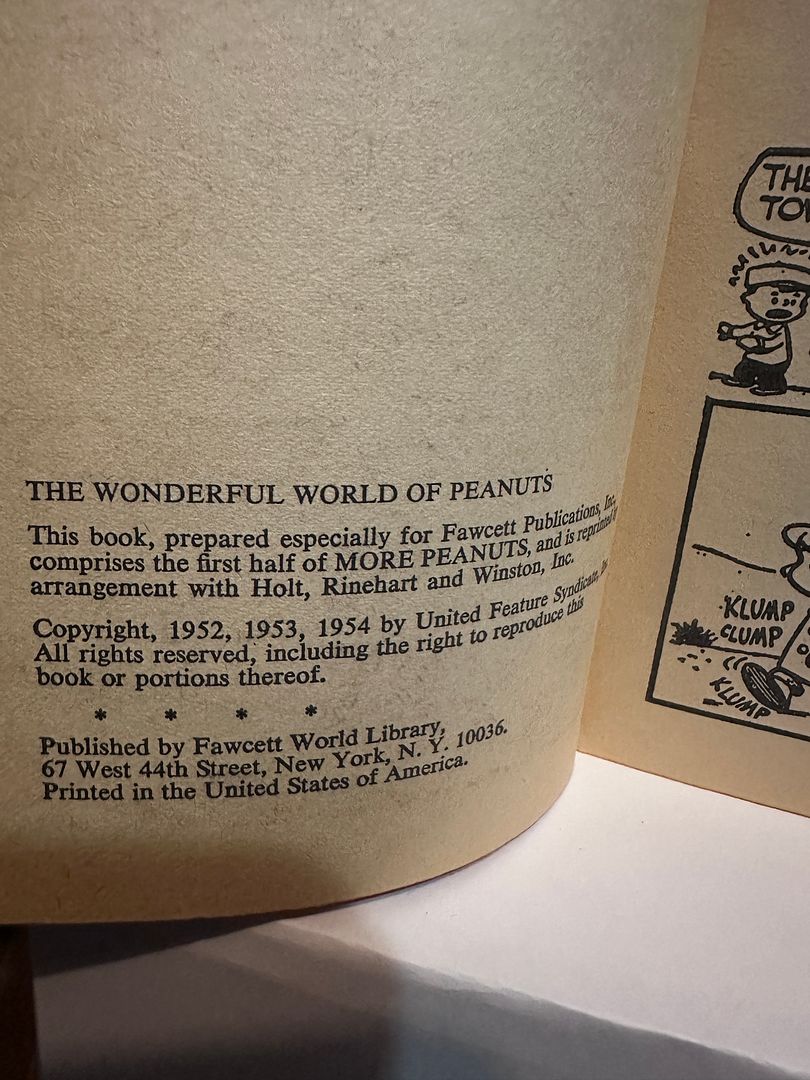 THE WONDERFUL WORLD OF PEANUTS
This book, prepared especially for Fawcett Publications, Inc.,
comprises the first half of MORE PEANUTS, and is reprinted by
arrangement with Holt, Rinehart and Winston, Inc.
Copyright, 1952, 1953, 1954 by United Feature Syndicate, Inc.
All rights reserved, including the right to reproduce this
book or portions thereof.
* * * *
Published by Fawcett World Library,
67 West 44th Street, New York, N. Y. 10036.
Printed in the United States of America.
KLUMP
CLUMP
KLUMP